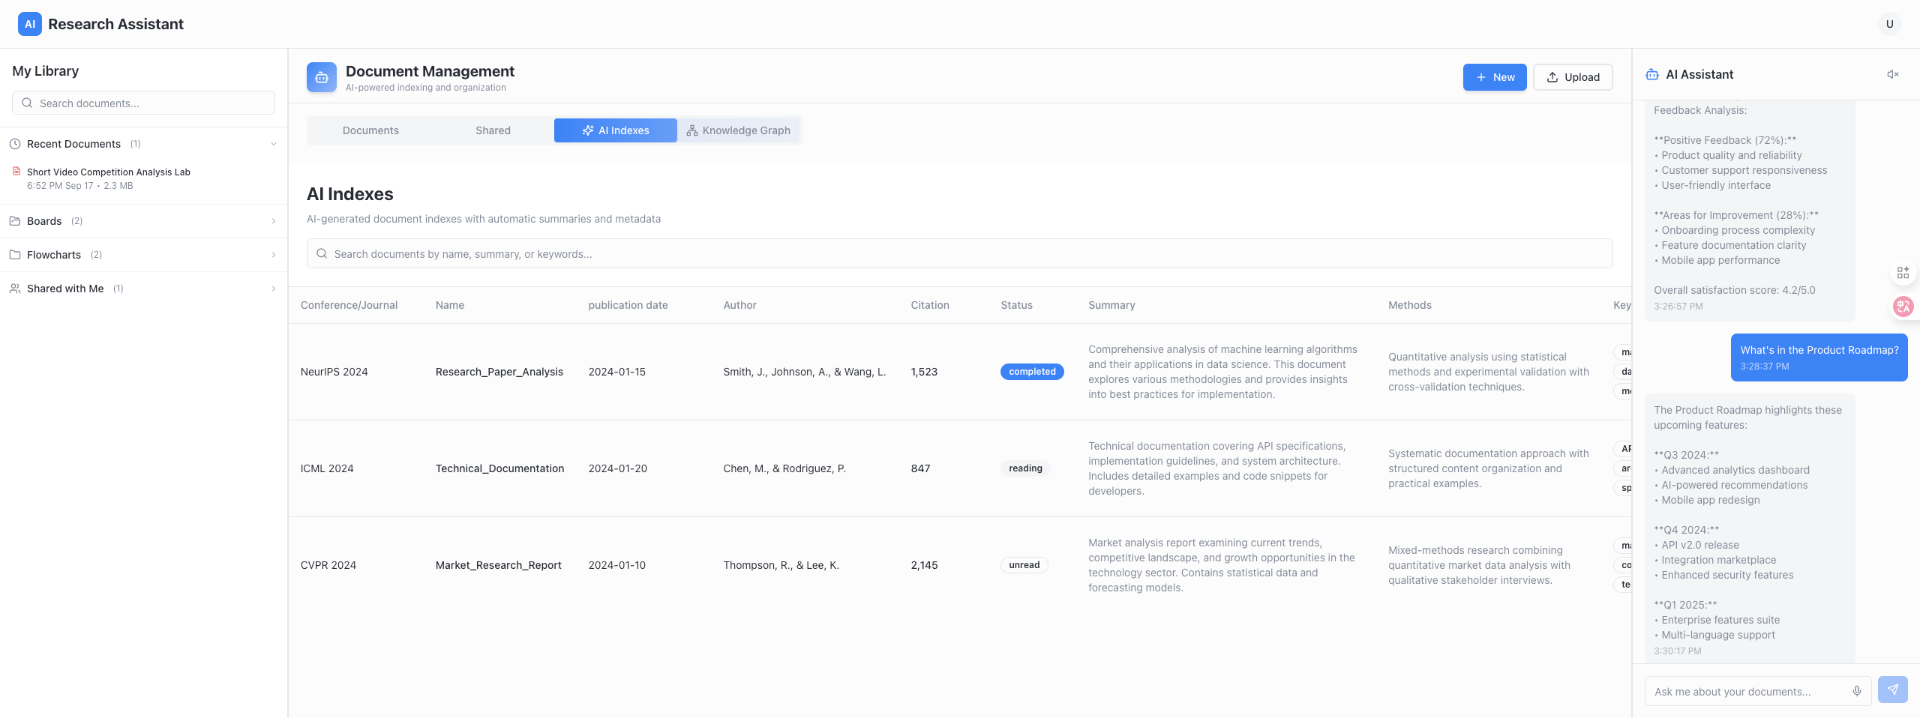 AI Research Assistant
U
My Library
Search documents...
Recent Documents (1)
Short Video Competition Analysis Lab
6:52 PM Sep 17 • 2.3 MB
Boards (2)
Flowcharts (2)
Shared with Me (1)
Document Management
AI-powered indexing and organization
New
Upload
Documents
Shared
AI Indexes
Knowledge Graph
AI Indexes
AI-generated document indexes with automatic summaries and metadata
Search documents by name, summary, or keywords...
Conference/Journal Name publication date Author Citation Status Summary Methods Key
NeurIPS 2024
Research_Paper_Analysis
2024-01-15
Smith, J., Johnson, A., & Wang, L.
1,523
completed
Comprehensive analysis of machine learning algorithms
and their applications in data science. This document
explores various methodologies and provides insights
into best practices for implementation.
Quantitative analysis using statistical
methods and experimental validation with
cross-validation techniques.
ma
da
ICML 2024
Technical_Documentation
2024-01-20
Chen, M., & Rodriguez, P.
847
reading
Technical documentation covering API specifications,
implementation guidelines, and system architecture.
Includes detailed examples and code snippets for
developers.
Systematic documentation approach with
structured content organization and
practical examples.
ar
sp
CVPR 2024
Market_Research_Report
2024-01-10
Thompson, R., & Lee, K.
2,145
unread
Market analysis report examining current trends,
competitive landscape, and growth opportunities in the
technology sector. Contains statistical data and
forecasting models.
Mixed-methods research combining
quantitative market data analysis with
qualitative stakeholder interviews.
ma
co
te
AI Assistant
Feedback Analysis:
**Positive Feedback (72%):**
• Product quality and reliability
• Customer support responsiveness
• User-friendly interface
**Areas for Improvement (28%):**
• Onboarding process complexity
• Feature documentation clarity
• Mobile app performance
Overall satisfaction score: 4.2/5.0
3:26:57 PM
What's in the Product Roadmap?
3:28:37 PM
The Product Roadmap highlights these
upcoming features:
**Q3 2024:**
• Advanced analytics dashboard
• AI-powered recommendations
• Mobile app redesign
**Q4 2024:**
• API v2.0 release
• Integration marketplace
• Enhanced security features
**Q1 2025:**
• Enterprise features suite
• Multi-language support
3:30:17 PM
Ask me about your documents...